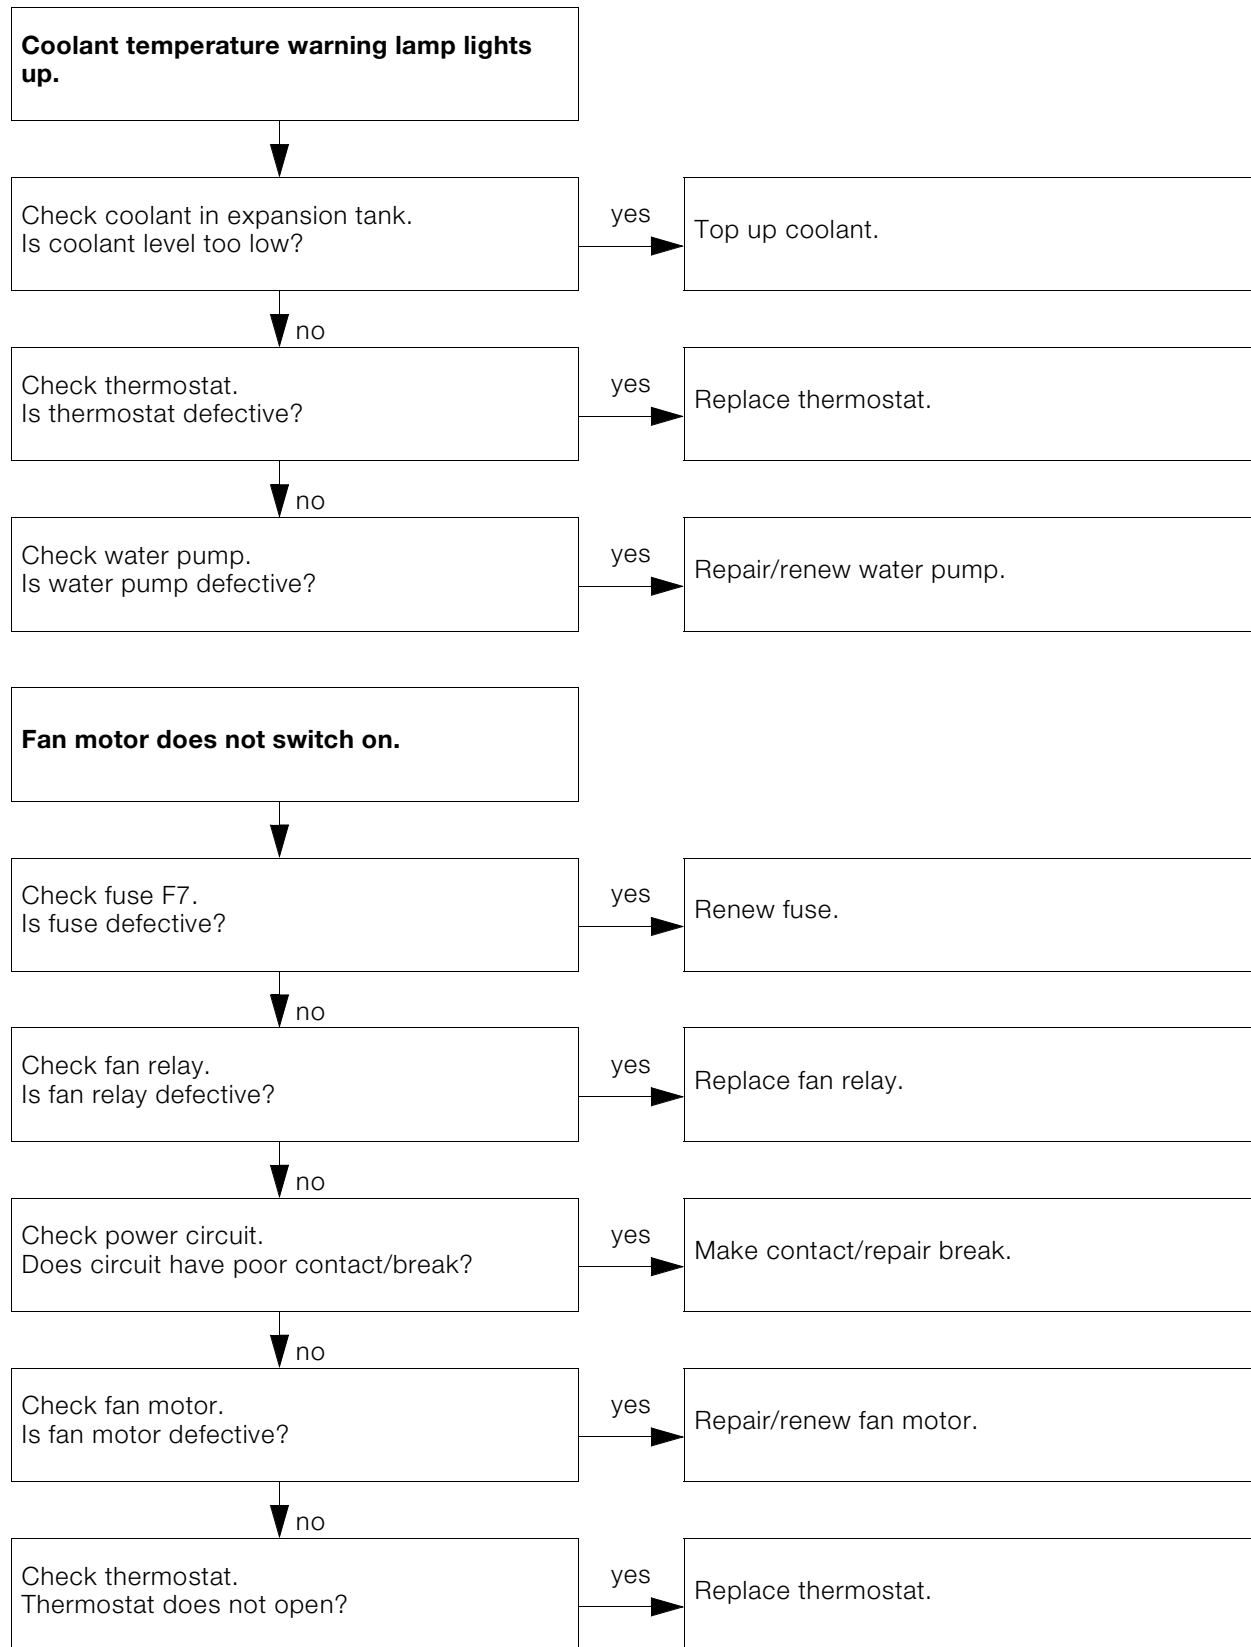 Coolant temperature warning lamp lights
up.
Check coolant in expansion tank.
Is coolant level too low?
yes
Top up coolant.
no
Check thermostat.
Is thermostat defective?
yes
Replace thermostat.
no
Check water pump.
Is water pump defective?
yes
Repair/renew water pump.
Fan motor does not switch on.
Check fuse F7.
Is fuse defective?
yes
Renew fuse.
no
Check fan relay.
Is fan relay defective?
yes
Replace fan relay.
no
Check power circuit.
Does circuit have poor contact/break?
yes
Make contact/repair break.
no
Check fan motor.
Is fan motor defective?
yes
Repair/renew fan motor.
no
Check thermostat.
Thermostat does not open?
yes
Replace thermostat.